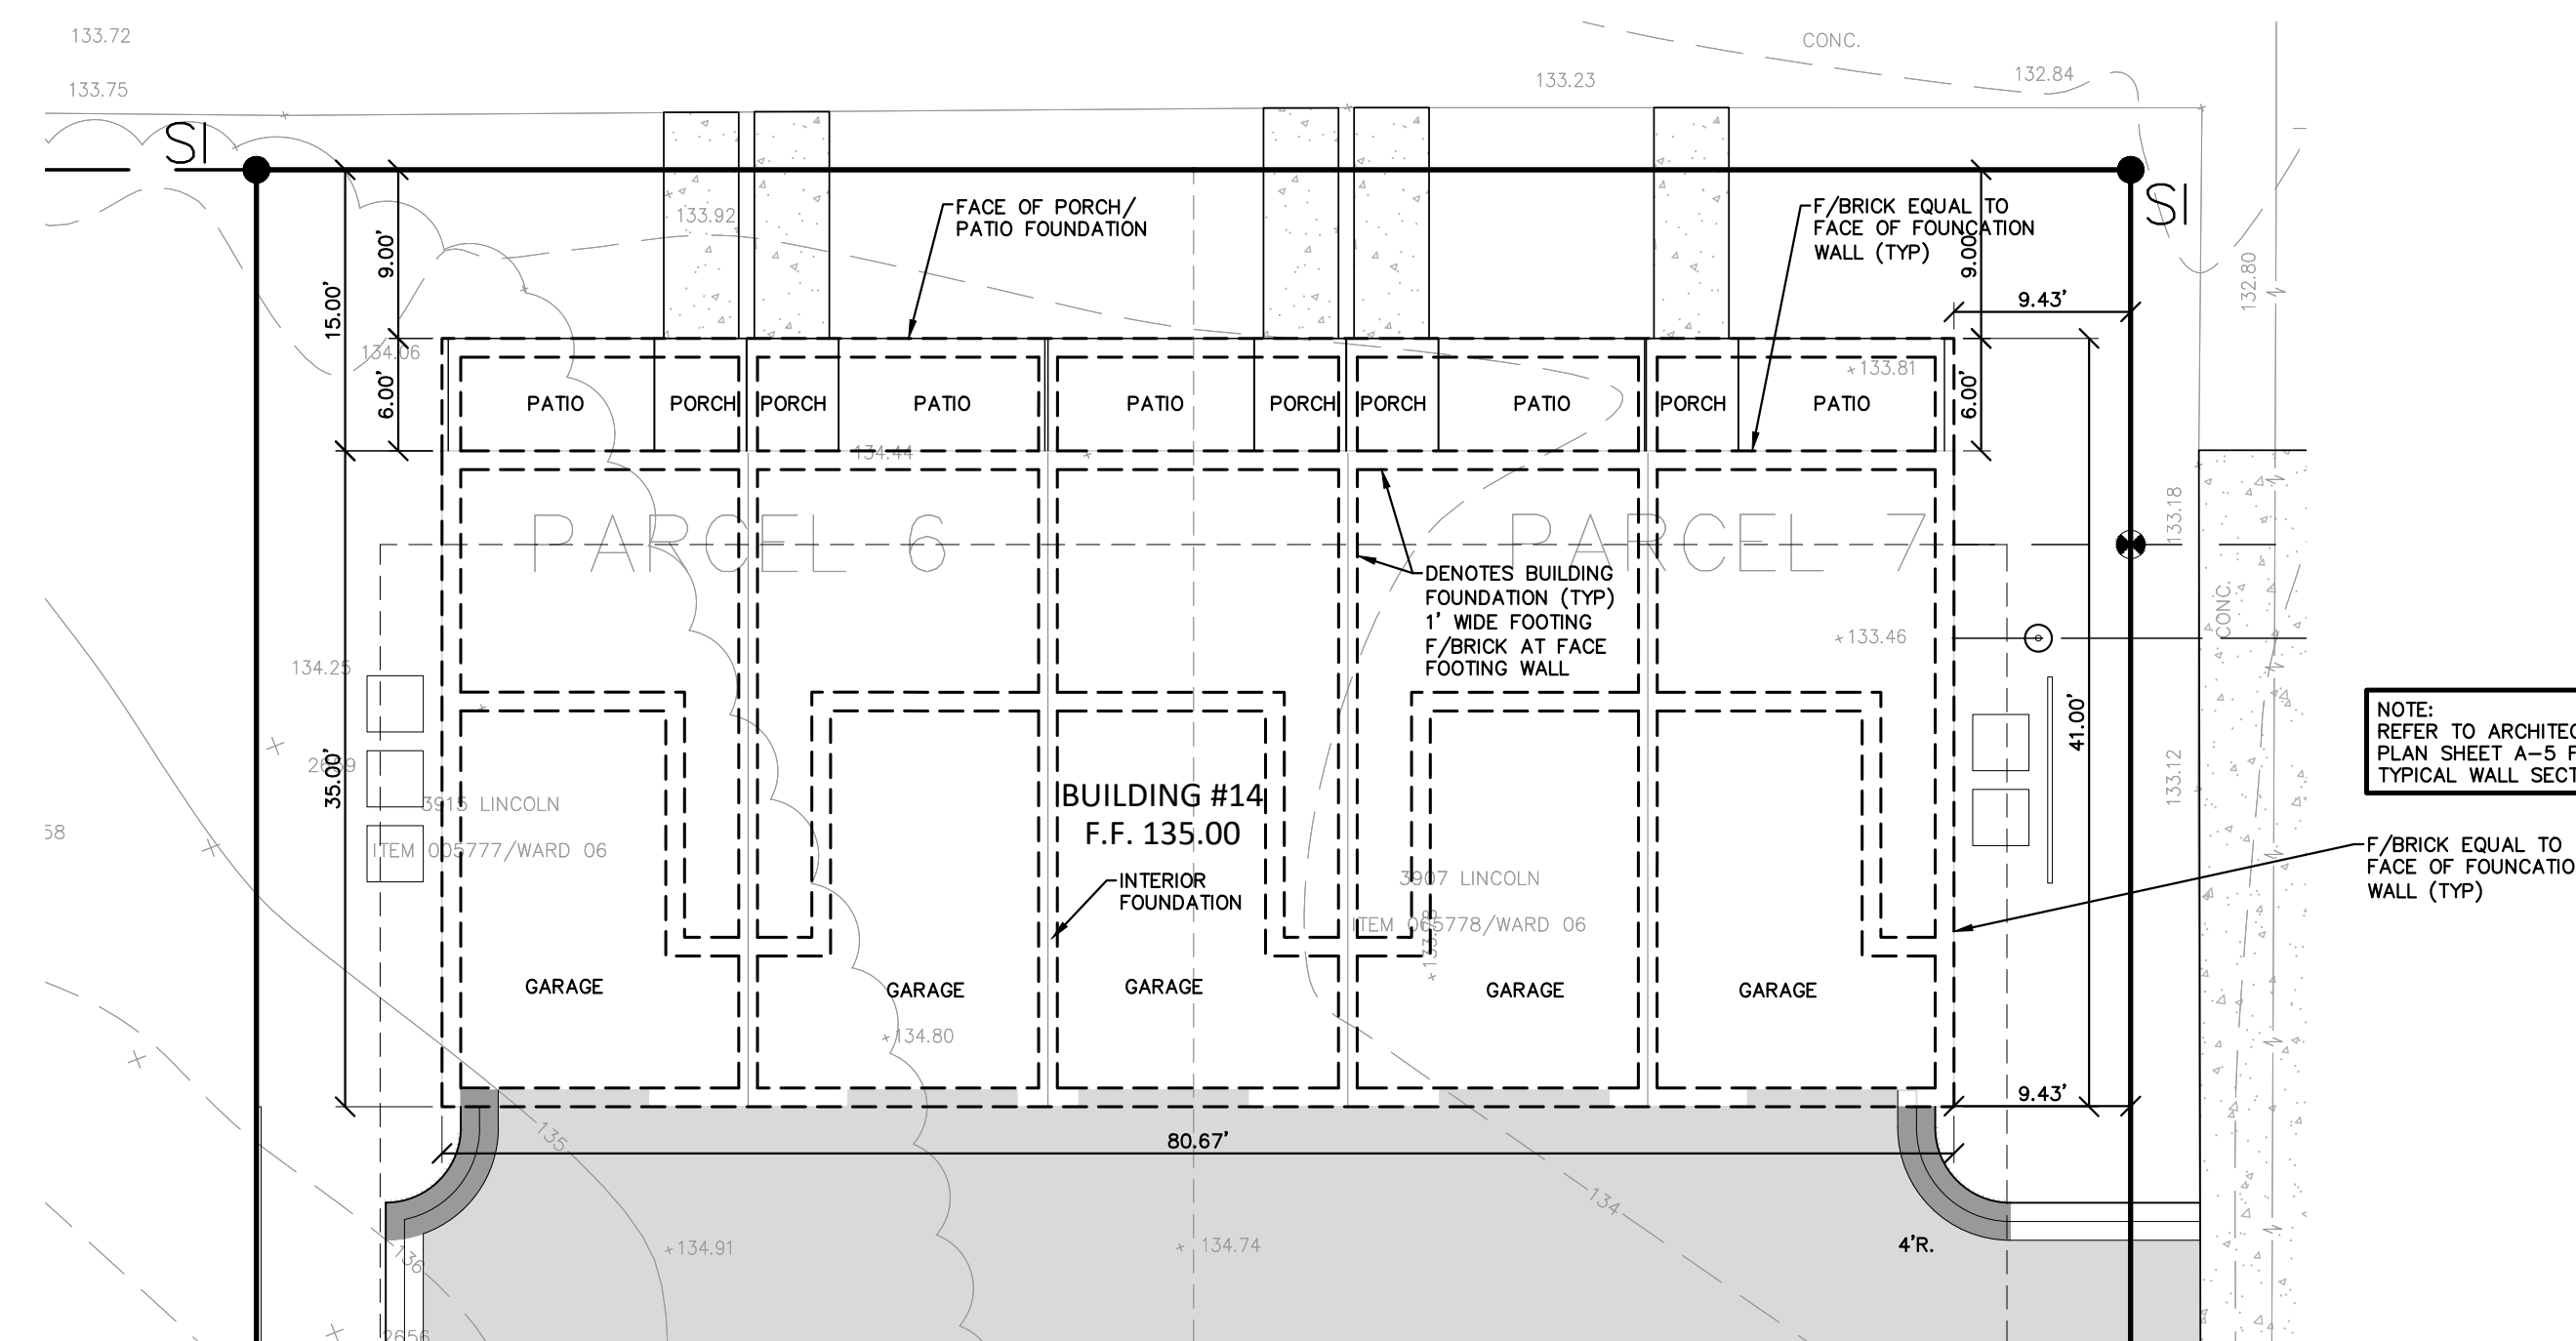 133.72
133.75
CONC.
133.23
132.84
SI
SI
133.92
FACE OF PORCH/
PATIO FOUNDATION
F/BRICK EQUAL TO
FACE OF FOUNCATION
WALL (TYP)
9.00'
9.00'
15.00'
9.43'
132.80
134.06
6.00'
6.00'
133.81
PATIO
PORCH
PORCH
PATIO
PATIO
PORCH
PORCH
PATIO
PORCH
PATIO
134.44
PARCEL 6
PARCEL 7
133.18
DENOTES BUILDING
FOUNDATION (TYP)
1' WIDE FOOTING
F/BRICK AT FACE
FOOTING WALL
CONC.
133.46
134.25
41.00'
NOTE:
REFER TO ARCHITEC
PLAN SHEET A-5 F
TYPICAL WALL SECT
35.00'
133.12
BUILDING #14
F.F. 135.00
3915 LINCOLN
ITEM 005777/WARD 06
58
F/BRICK EQUAL TO
FACE OF FOUNCATIO
WALL (TYP)
INTERIOR
FOUNDATION
3907 LINCOLN
ITEM 065778/WARD 06
GARAGE
GARAGE
GARAGE
GARAGE
GARAGE
134.80
9.43'
80.67'
135
134
136
134.91
134.74
4'R.
2656